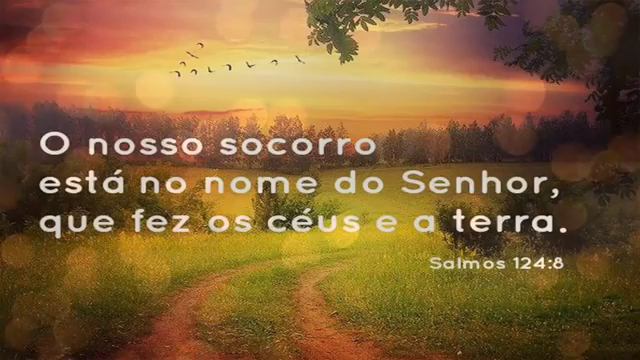 O nosso socorro
está no nome do Senhor,
que fez os céus e a terra.
Salmos 124:8